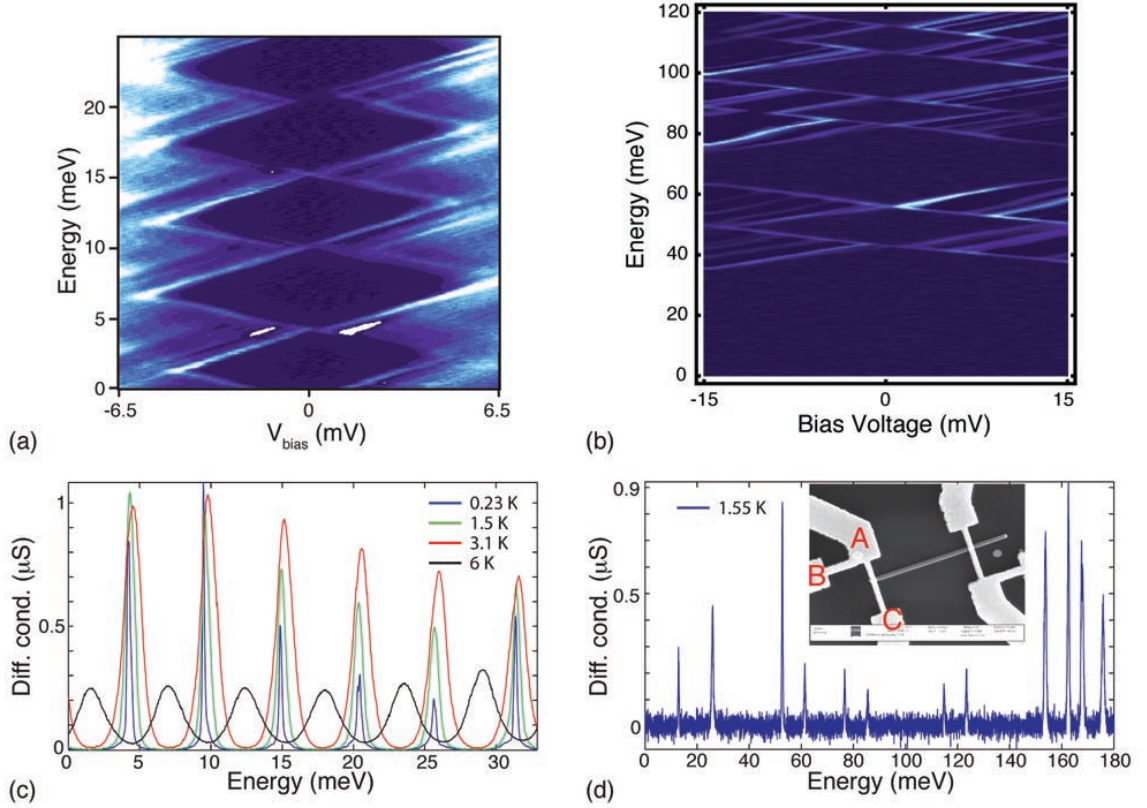 20
15
10
5
0
Energy (meV)
-6.5
0
6.5
V_bias (mV)
(a)
120
100
80
60
40
20
0
Energy (meV)
-15
0
15
Bias Voltage (mV)
(b)
1
0.5
0
Diff. cond. (µS)
0.23 K
1.5 K
3.1 K
6 K
0
5
10
15
20
25
30
Energy (meV)
(c)
0.9
0.5
0
Diff. cond. (µS)
1.55 K
A
B
C
0 20 40 60 80 100 120 140 160 180
Energy (meV)
(d)